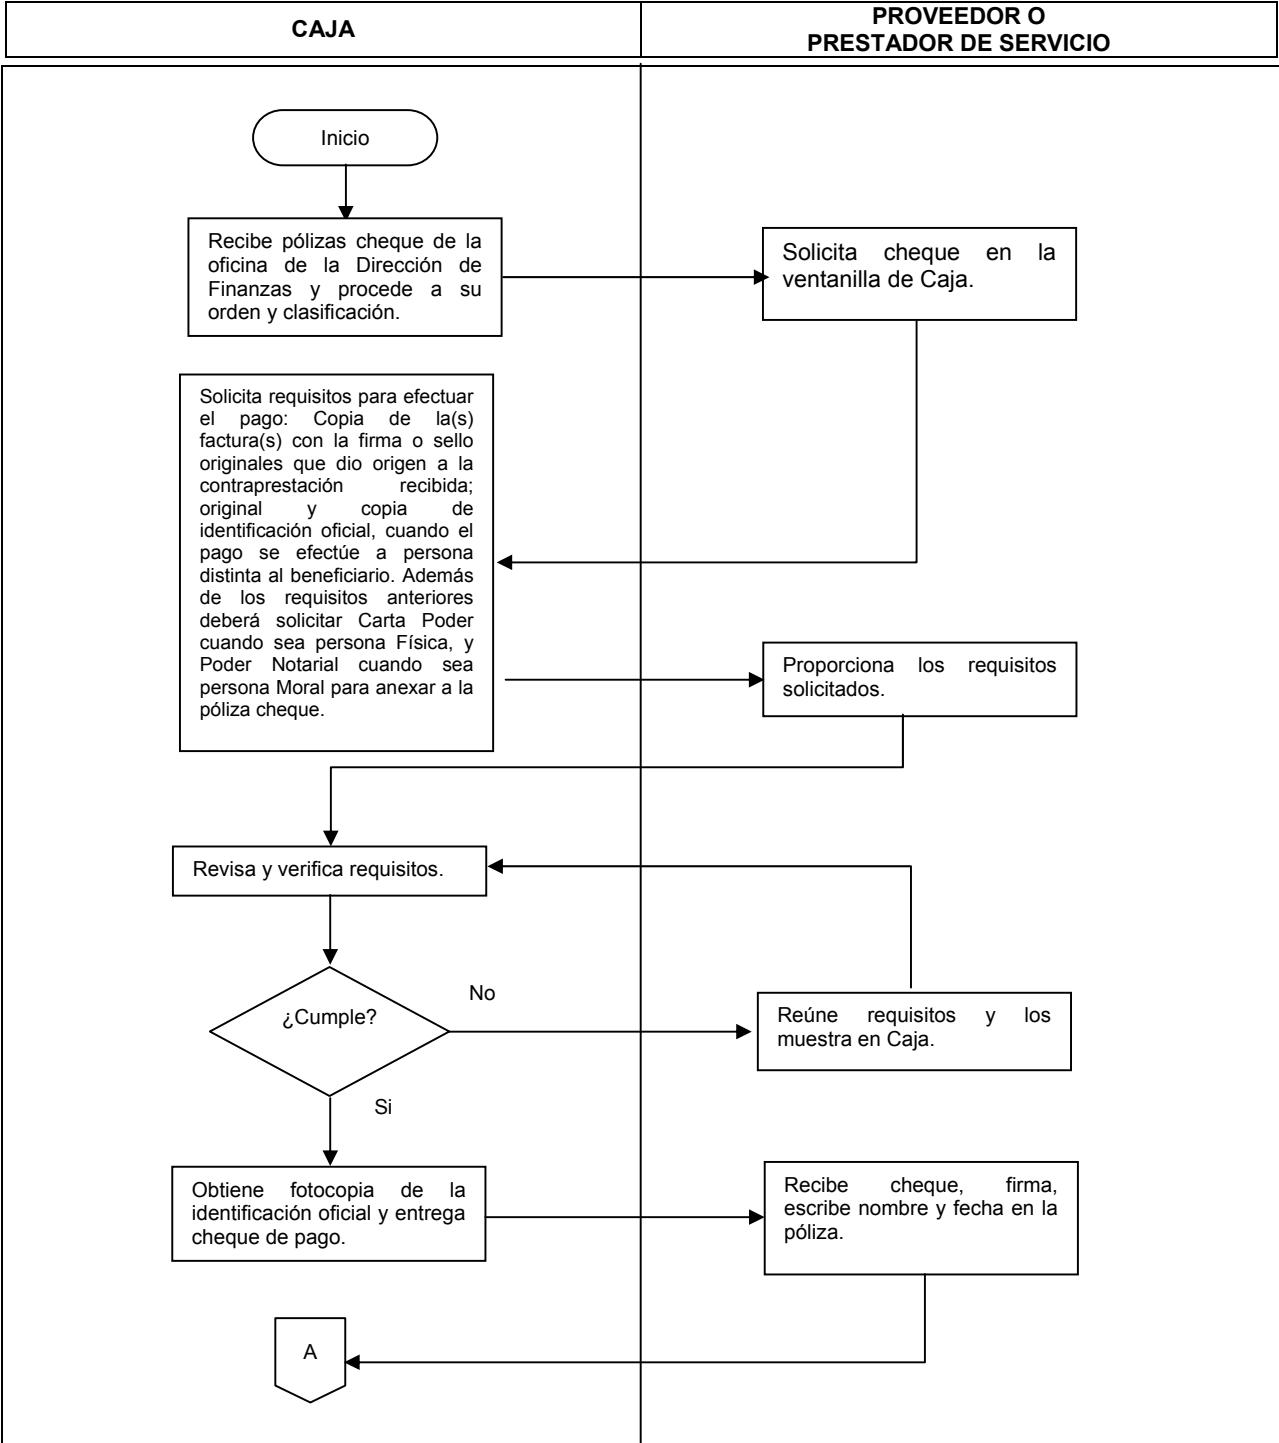 CAJA
PROVEEDOR O
PRESTADOR DE SERVICIO
Inicio
Recibe pólizas cheque de la
oficina de la Dirección de
Finanzas y procede a su
orden y clasificación.
Solicita cheque en la
ventanilla de Caja.
Solicita requisitos para efectuar
el pago: Copia de la(s)
factura(s) con la firma o sello
originales que dio origen a la
contraprestación recibida;
original y copia de
identificación oficial, cuando el
pago se efectúe a persona
distinta al beneficiario. Además
de los requisitos anteriores
deberá solicitar Carta Poder
cuando sea persona Física, y
Poder Notarial cuando sea
persona Moral para anexar a la
póliza cheque.
Proporciona los requisitos
solicitados.
Revisa y verifica requisitos.
¿Cumple?
No
Reúne requisitos y los
muestra en Caja.
Si
Obtiene fotocopia de la
identificación oficial y entrega
cheque de pago.
Recibe cheque, firma,
escribe nombre y fecha en la
póliza.
A